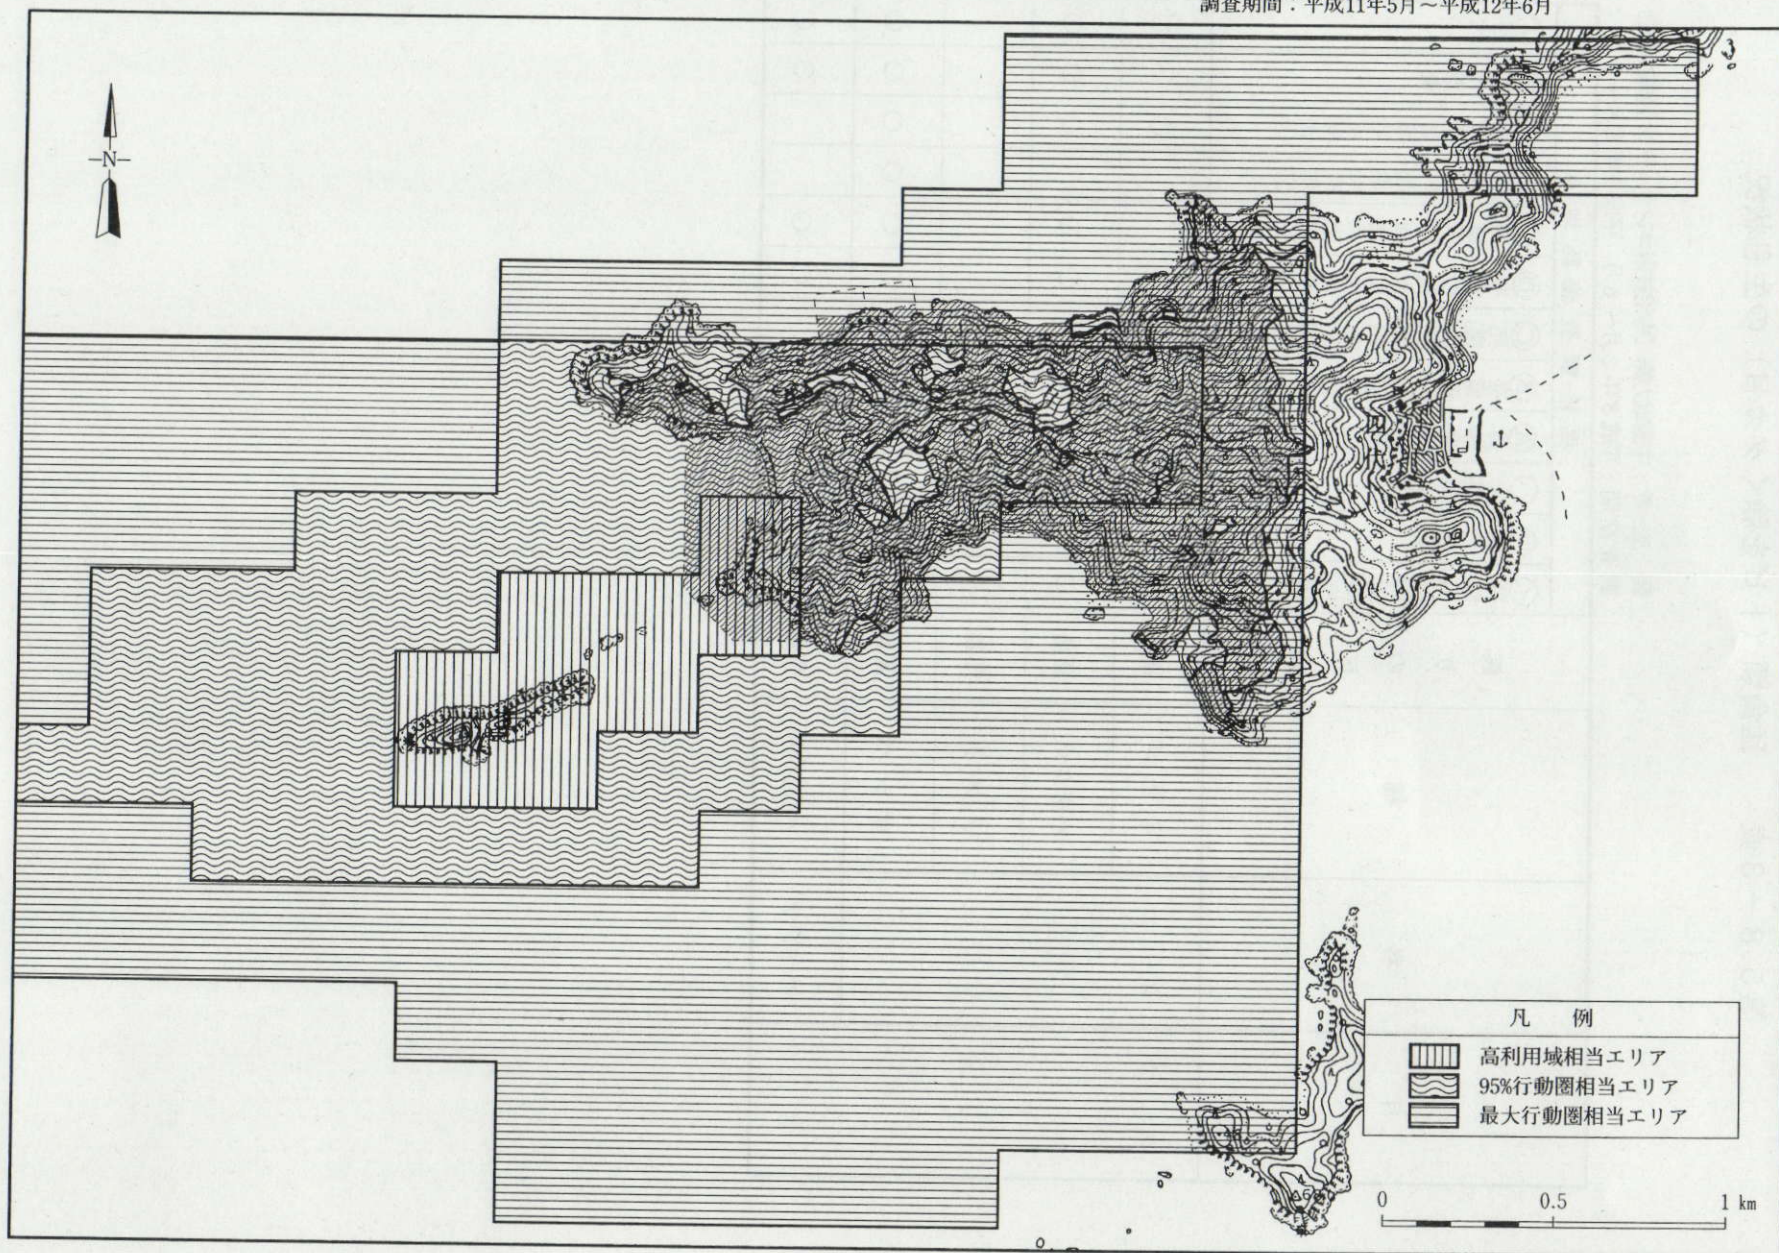 調査期間：平成11年5月～平成12年6月
N
凡 例
高利用域相当エリア
95%行動圏相当エリア
最大行動圏相当エリア
0 0.5 1 km